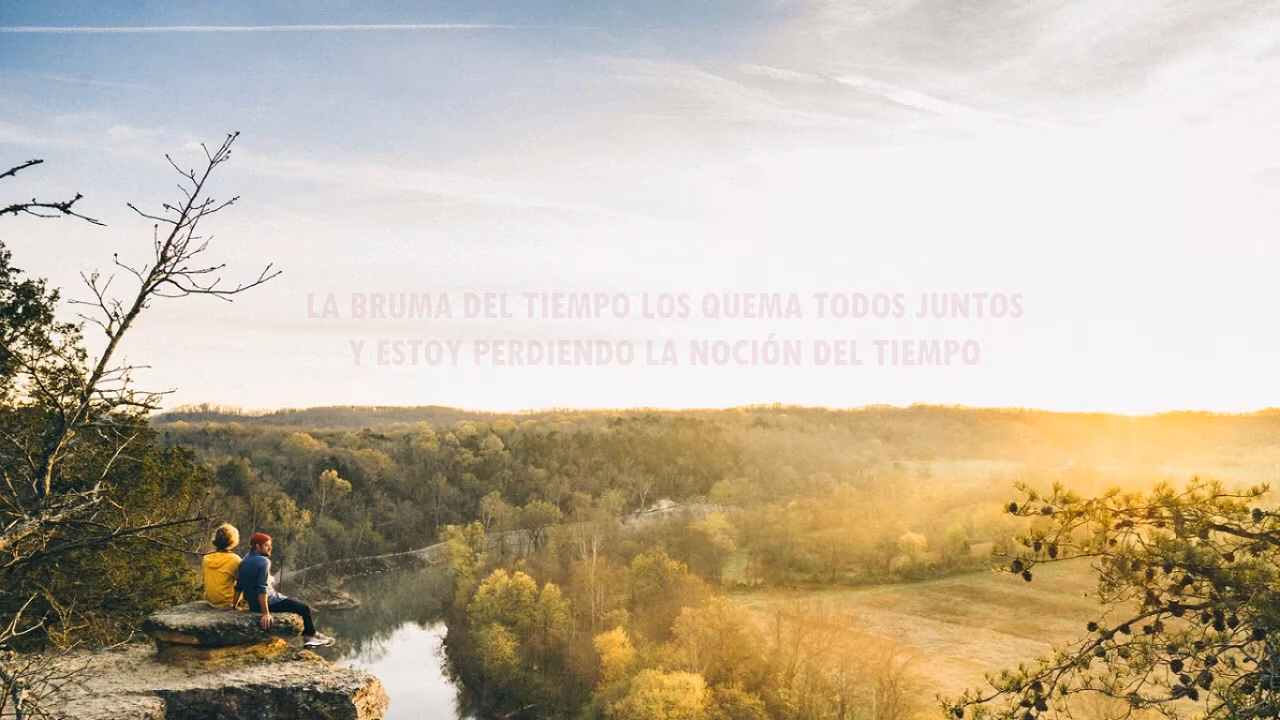 LA BRUMA DEL TIEMPO LOS QUEMA TODOS JUNTOS
Y ESTOY PERDIENDO LA NOCIÓN DEL TIEMPO